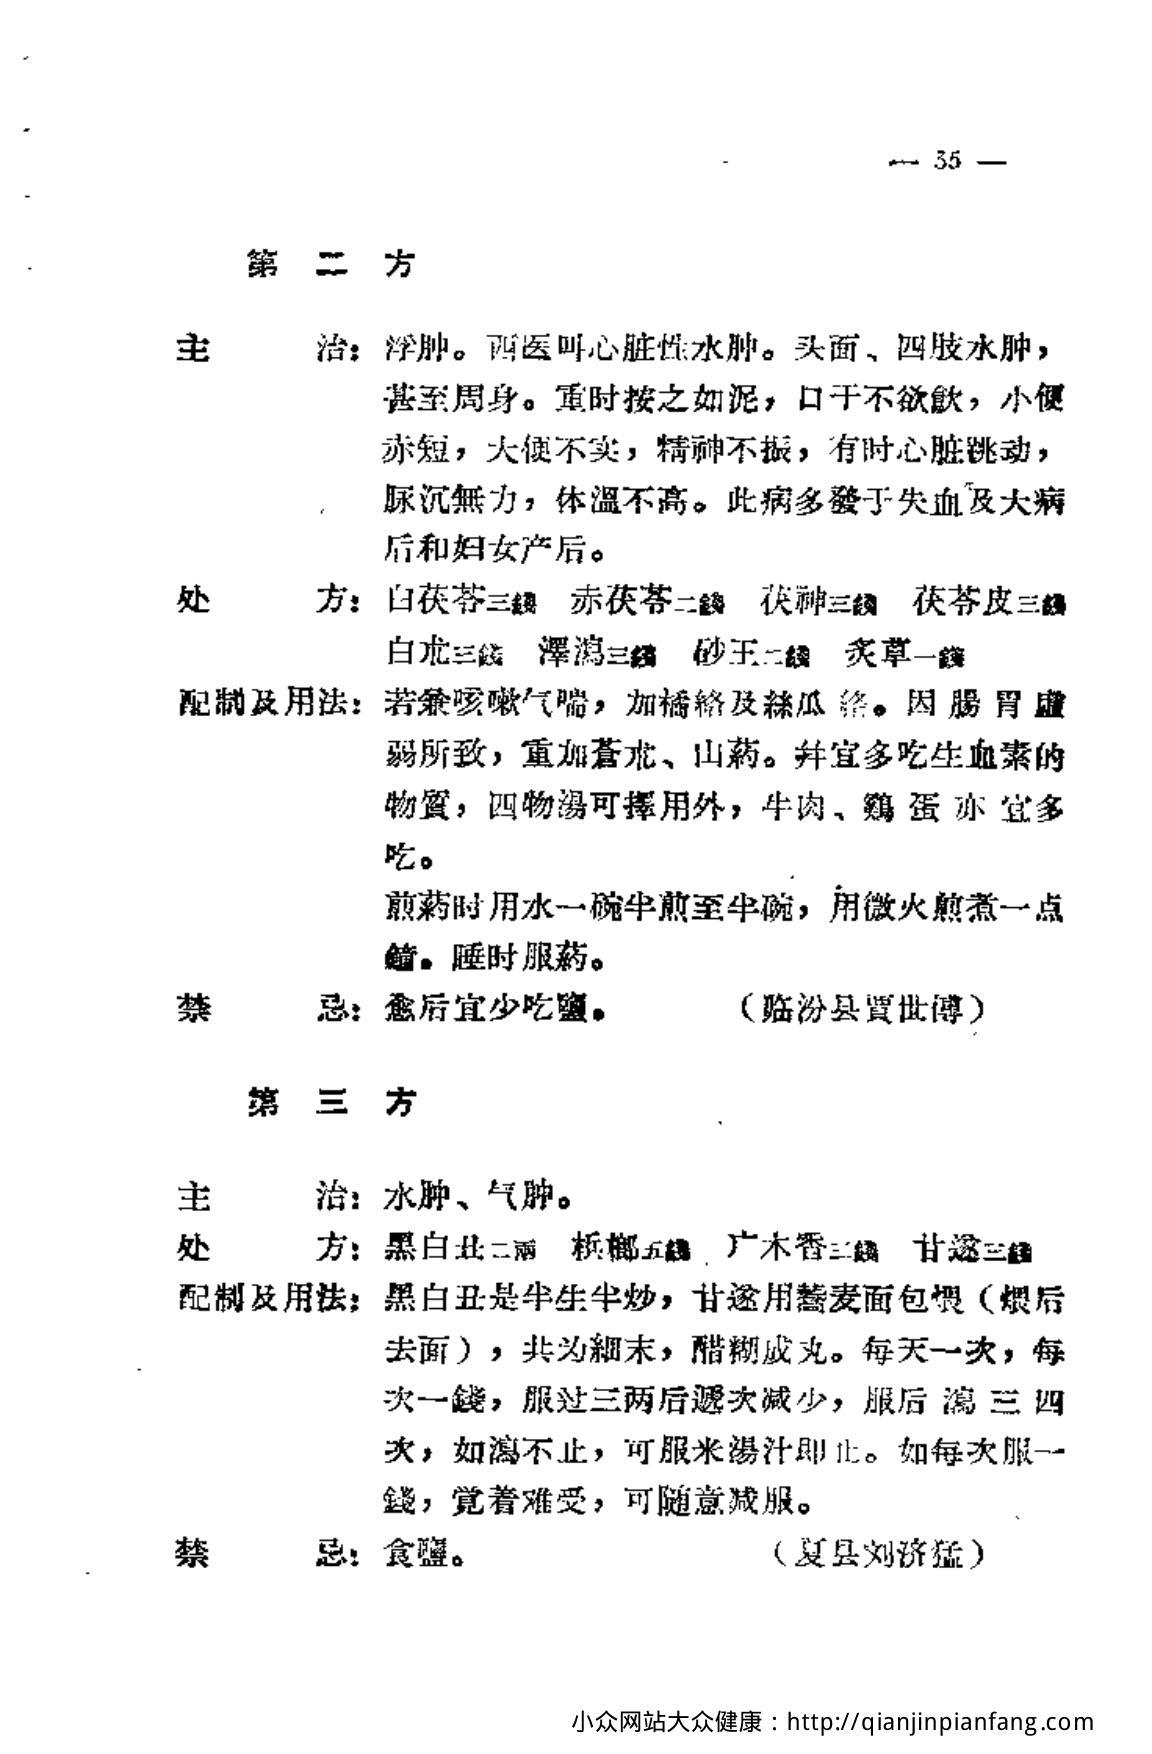 — 35 —
第 二 方
主 治：浮肿。西医叫心脏性水肿。头面、四肢水肿，
甚至周身。重时按之如泥，口干不欲飲，小便
赤短，大便不实，精神不振，有时心脏跳动，
脉沉無力，体溫不高。此病多發于失血及大病
后和妇女产后。
处 方：白茯苓三錢 赤茯苓二錢 茯神三錢 茯苓皮三錢
白朮三錢 澤瀉三錢 砂王二錢 炙草一錢
配制及用法：若兼咳嗽气喘，加橘絡及絲瓜絡。因腸胃虛
弱所致，重加蒼朮、山药。幷宜多吃生血素的
物質，四物湯可擇用外，牛肉、鷄蛋亦宜多
吃。
煎药时用水一碗半煎至半碗，用微火煎煮一点
鐘。睡时服药。
禁 忌：愈后宜少吃鹽。 （临汾县賈世傅）
第 三 方
主 治：水肿、气肿。
处 方：黑白丑二兩 梹榔五錢 广木香三錢 甘遂三錢
配制及用法：黑白丑是半生半炒，甘遂用蕎麦面包煨（煨后
去面），共为細末，醋糊成丸。每天一次，每
次一錢，服过三两后遞次减少，服后瀉三四
次，如瀉不止，可服米湯汁即止。如每次服一
錢，覚着难受，可随意减服。
禁 忌：食鹽。 （夏县刘济猛）
小众网站大众健康：http://qianjinpianfang.com